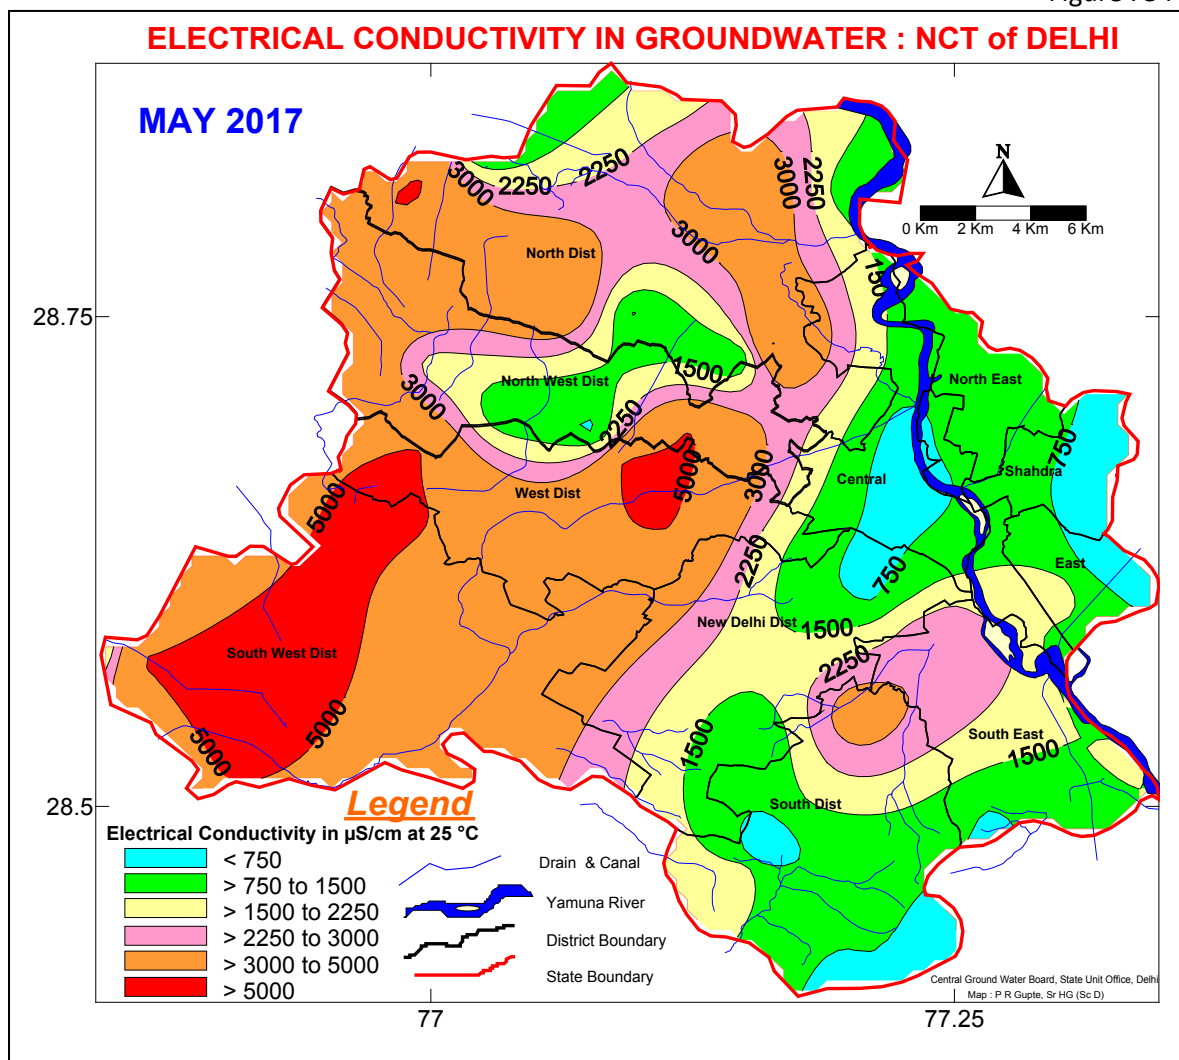 ELECTRICAL CONDUCTIVITY IN GROUNDWATER : NCT of DELHI
MAY 2017
N
0 Km 2 Km 4 Km 6 Km
2250
2250
3000
3000
2250
3000
North Dist
150
28.75
1500
North West Dist
North East
3000
2250
750
5000
West Dist
5000
3000
Central
Shahdra
2250
750
East
New Delhi Dist
1500
South West Dist
2250
5000
5000
1500
South East
1500
28.5
South Dist
Legend
Electrical Conductivity in µS/cm at 25 °C
< 750
> 750 to 1500
> 1500 to 2250
> 2250 to 3000
> 3000 to 5000
> 5000
Drain & Canal
Yamuna River
District Boundary
State Boundary
Central Ground Water Board, State Unit Office, Delhi
Map : P R Gupte, Sr HG (Sc D)
77
77.25